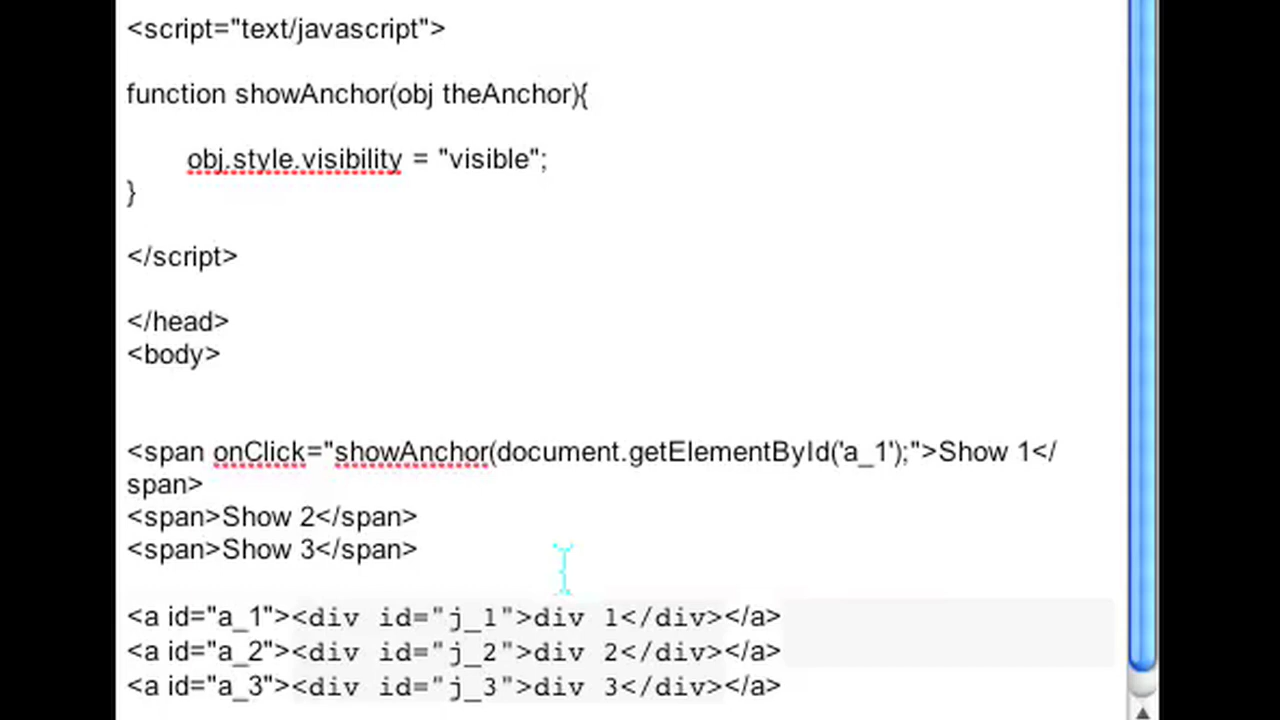 <script="text/javascript">
function showAnchor(obj theAnchor){
obj.style.visibility = "visible";
}
</script>
</head>
<body>
<span onClick="showAnchor(document.getElementById('a_1');">Show 1</
span>
<span>Show 2</span>
<span>Show 3</span>
<a id="a_1"><div id="j_1">div 1</div></a>
<a id="a_2"><div id="j_2">div 2</div></a>
<a id="a_3"><div id="j_3">div 3</div></a>